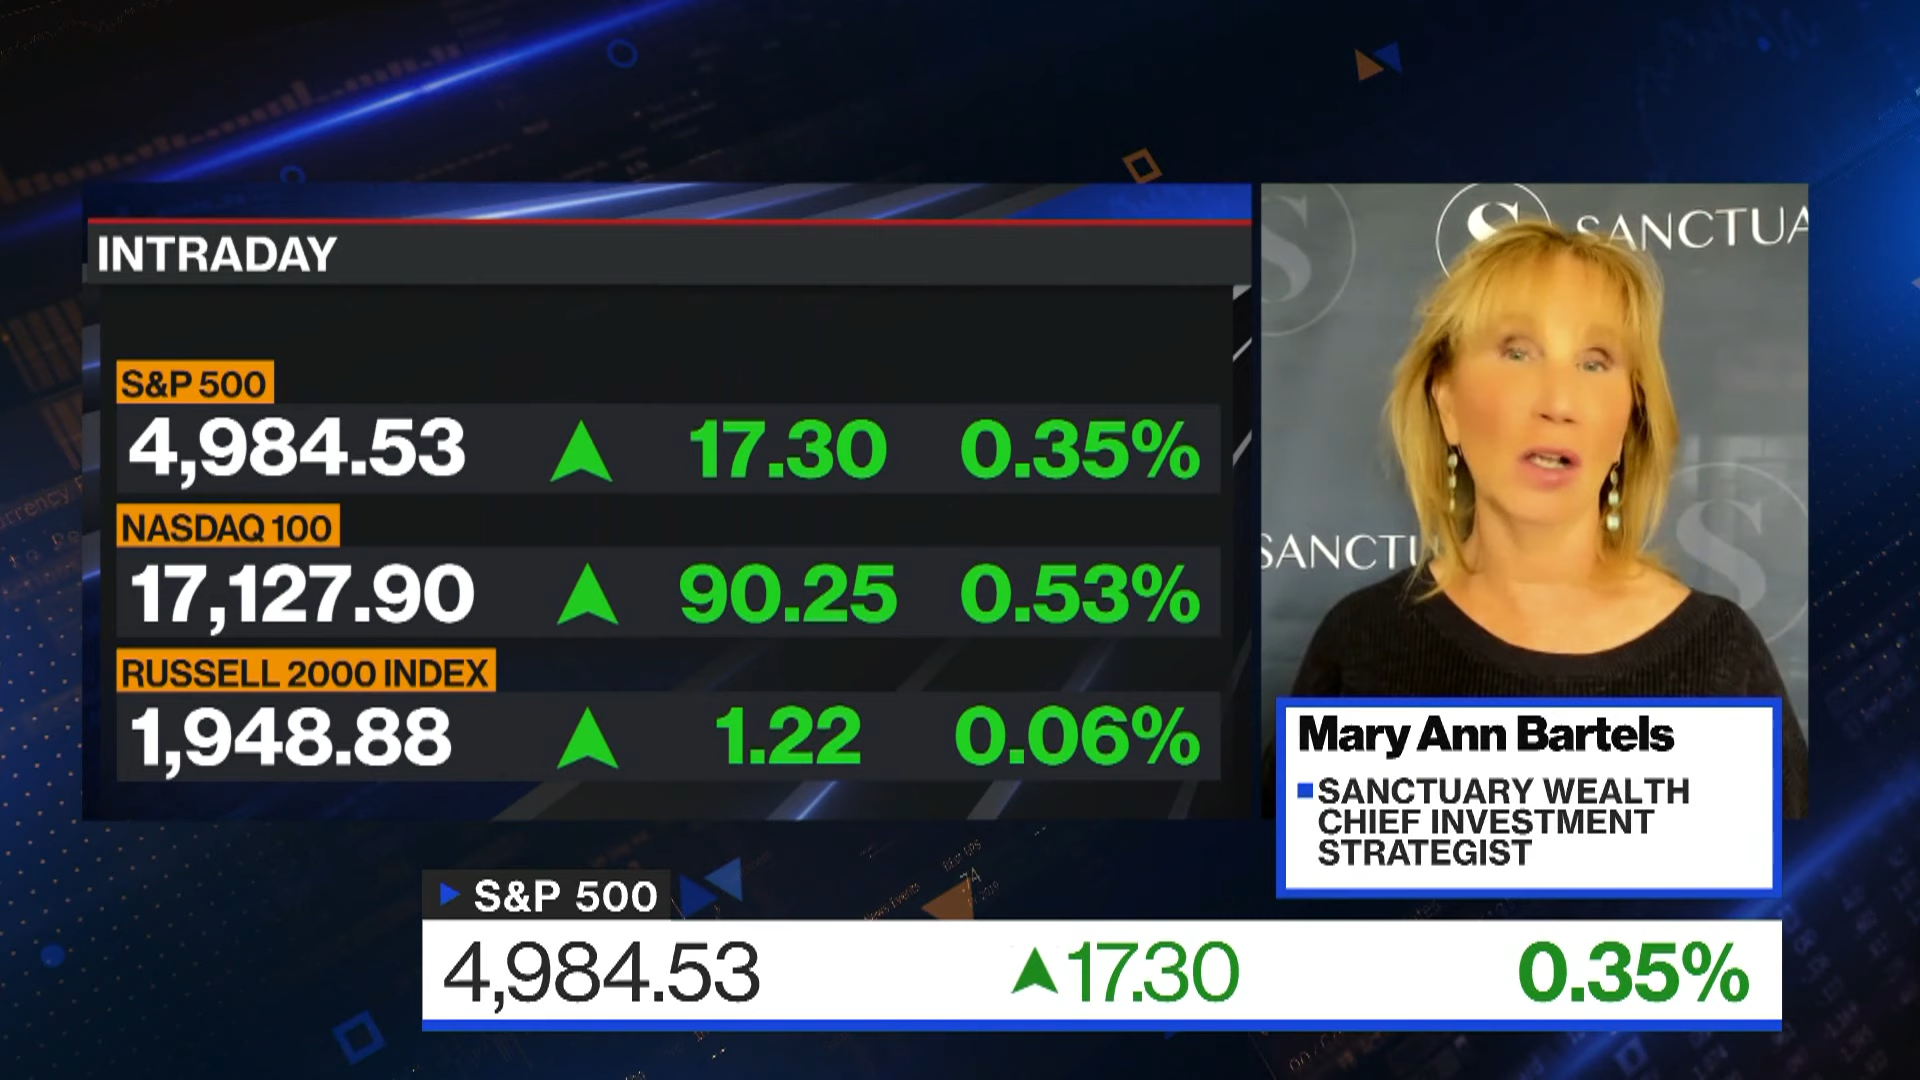 INTRADAY
S&P 500
4,984.53 ▲ 17.30 0.35%
NASDAQ 100
17,127.90 ▲ 90.25 0.53%
RUSSELL 2000 INDEX
1,948.88 ▲ 1.22 0.06%
S SANCTUA
S
SANCTU
S
Mary Ann Bartels
SANCTUARY WEALTH
CHIEF INVESTMENT
STRATEGIST
S&P 500
4,984.53 ▲17.30 0.35%